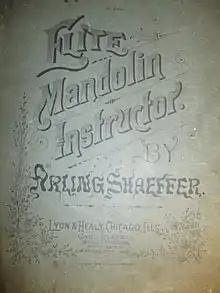 Elite
Mandolin
Instructor.
BY
Arling Shaeffer.
Lyon & Healy, Chicago, Ills.